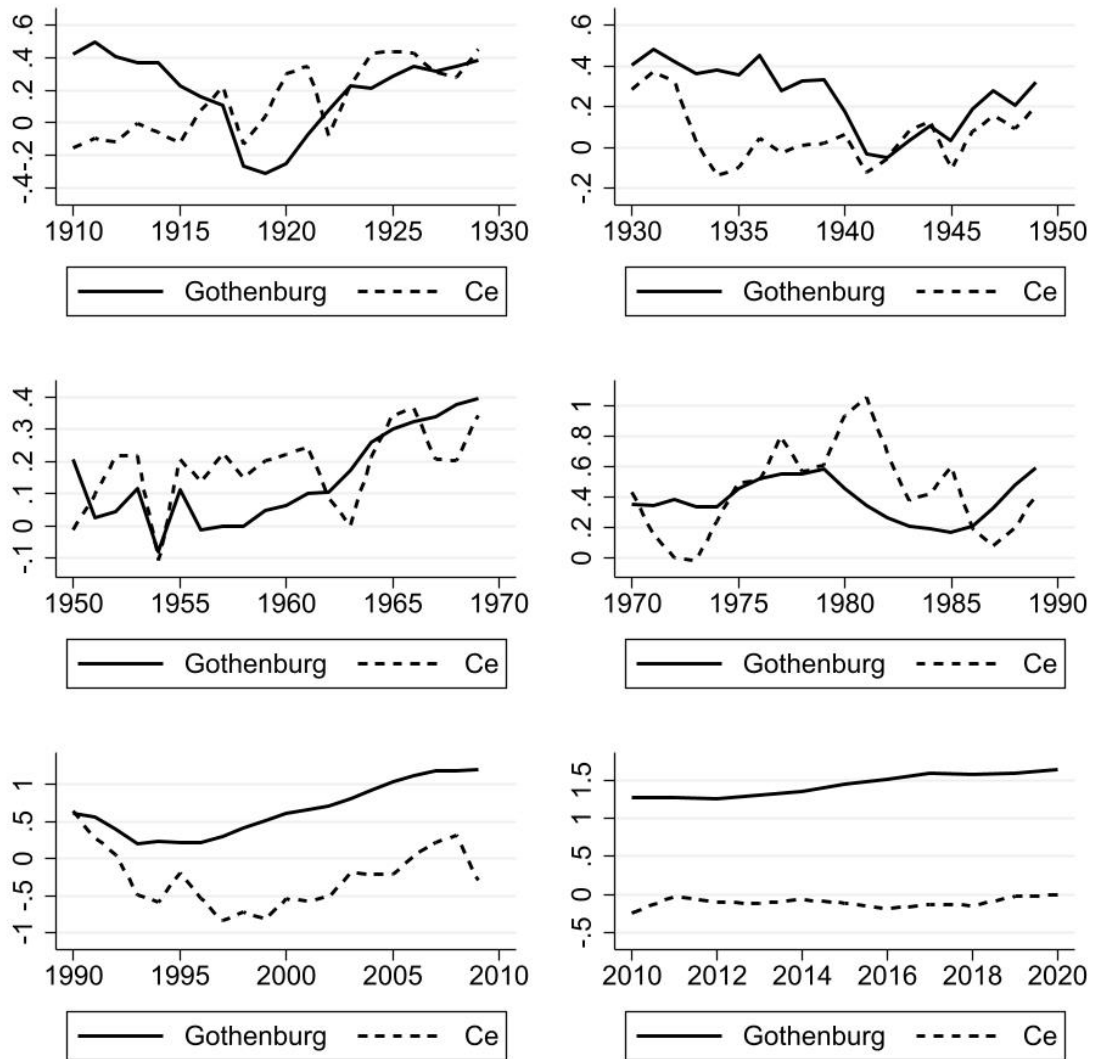 .6
.4
.2
0
-.2
-.4
1910 1915 1920 1925 1930
Gothenburg Ce
.6
.4
.2
0
-.2
1930 1935 1940 1945 1950
Gothenburg Ce
.4
.3
.2
.1
0
-.1
1950 1955 1960 1965 1970
Gothenburg Ce
1
.8
.6
.4
.2
0
1970 1975 1980 1985 1990
Gothenburg Ce
1
.5
0
-.5
-1
1990 1995 2000 2005 2010
Gothenburg Ce
1.5
1
.5
0
-.5
2010 2012 2014 2016 2018 2020
Gothenburg Ce